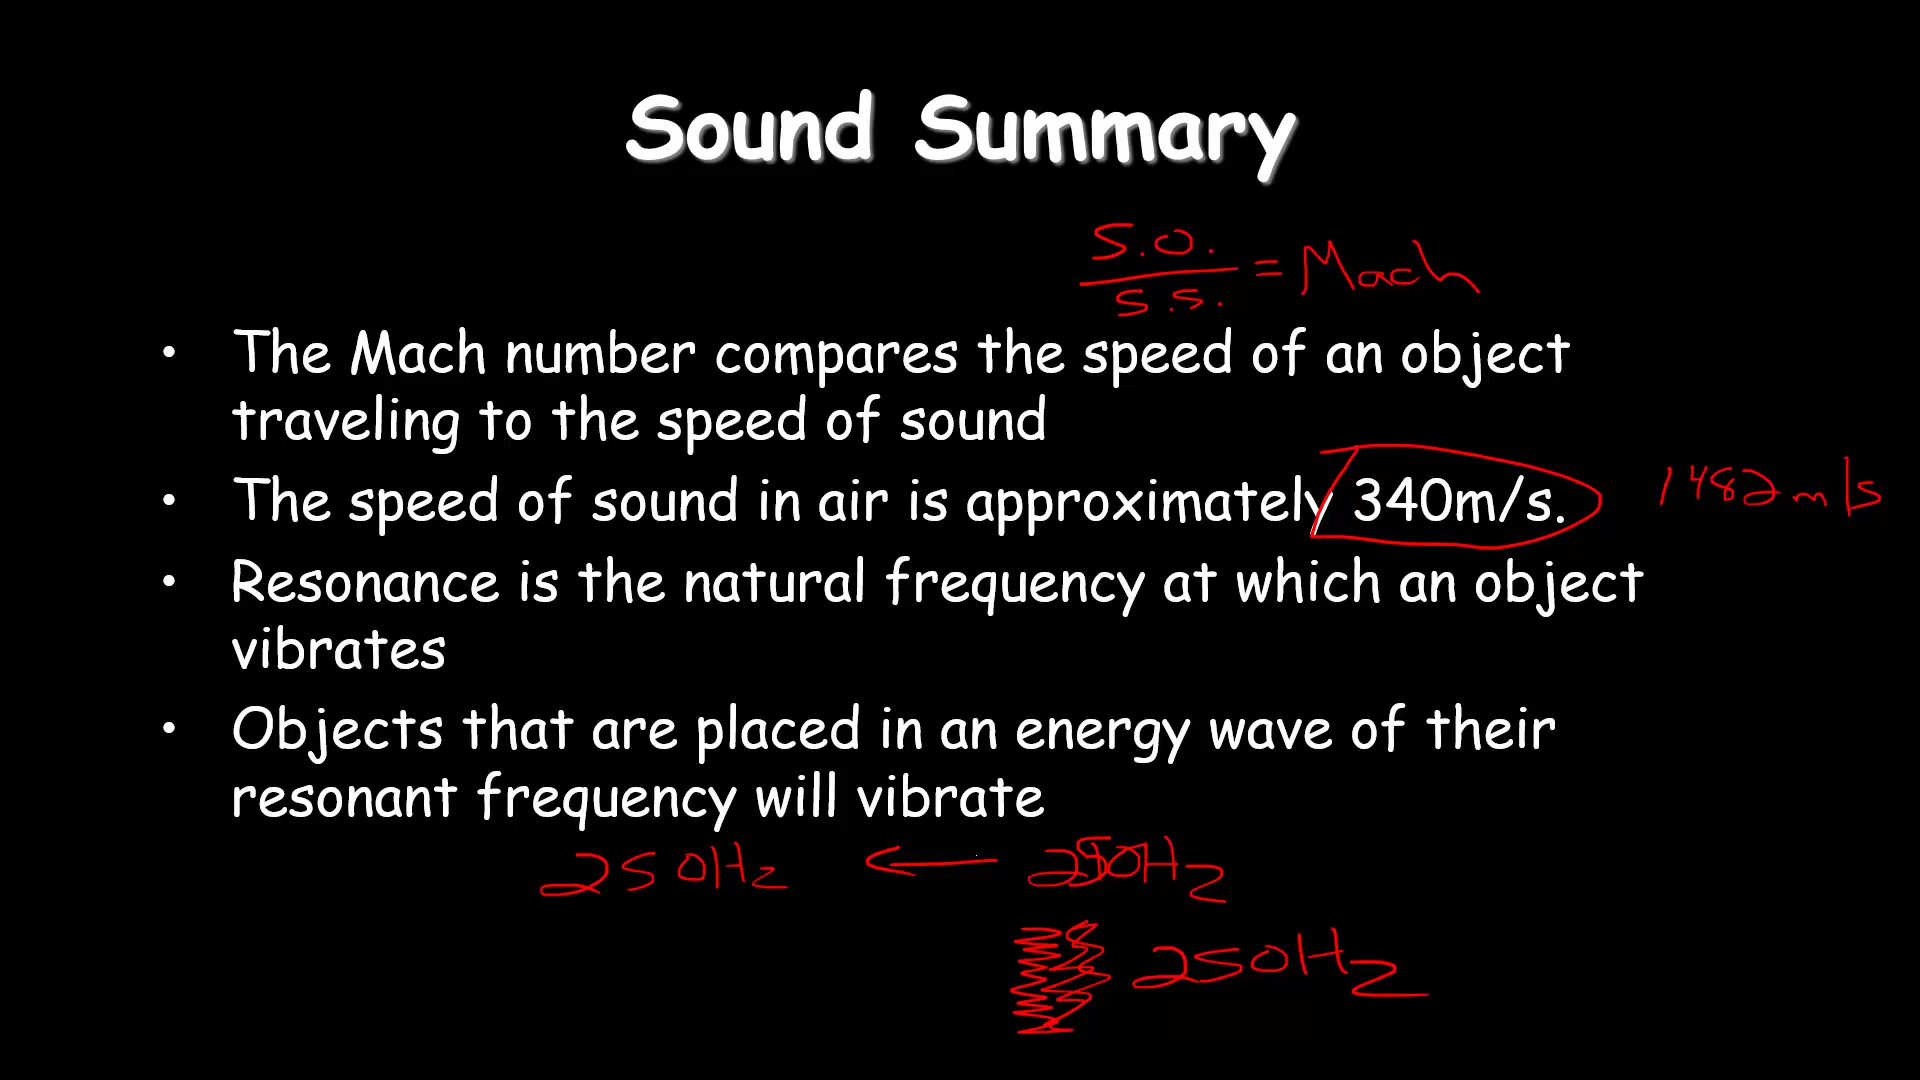 Sound Summary
S.O.
S.S.
= Mach
• The Mach number compares the speed of an object
traveling to the speed of sound
• The speed of sound in air is approximately 340m/s.
1482m/s
• Resonance is the natural frequency at which an object
vibrates
• Objects that are placed in an energy wave of their
resonant frequency will vibrate
250Hz ← 250Hz
250Hz